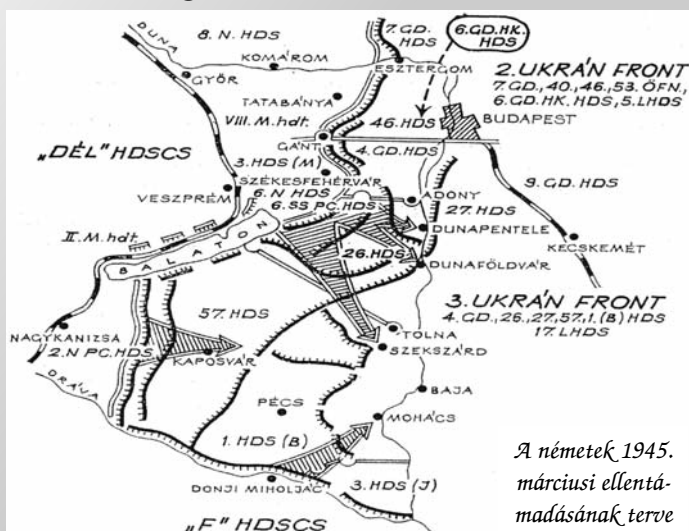 DUNA
8. N. HDS
7. GD. HDS
6. GD. HK. HDS
KOMÁROM
GYŐR
ESZTERGOM
2. UKRÁN FRONT
7. GD., 40., 46., 53. ÖFN.,
6. GD. HK. HDS, 5. LHDS
TATABÁNYA
VIII. M. hdt.
46. HDS
BUDAPEST
GÁNT
4. GD. HDS
„DÉL" HDSCS
3. HDS (M)
9. GD. HDS
SZÉKESFEHÉRVÁR
VESZPRÉM
6. N HDS
6. SS PC. HDS
ADONY
27. HDS
II. M. hdt.
DUNAPENTELE
KECSKEMÉT
BALATON
26. HDS
DUNAFÖLDVÁR
57. HDS
3. UKRÁN FRONT
4. GD., 26., 27., 57., 1. (B) HDS
17. LHDS
NAGYKANIZSA
2. N PC. HDS
TOLNA
KAPOSVÁR
SZEKSZÁRD
DRÁVA
BAJA
PÉCS
MOHÁCS
1. HDS (B)
DONJI MIHOLJAC
3. HDS (J)
„F" HDSCS
A németek 1945.
márciusi ellentá-
madásának terve